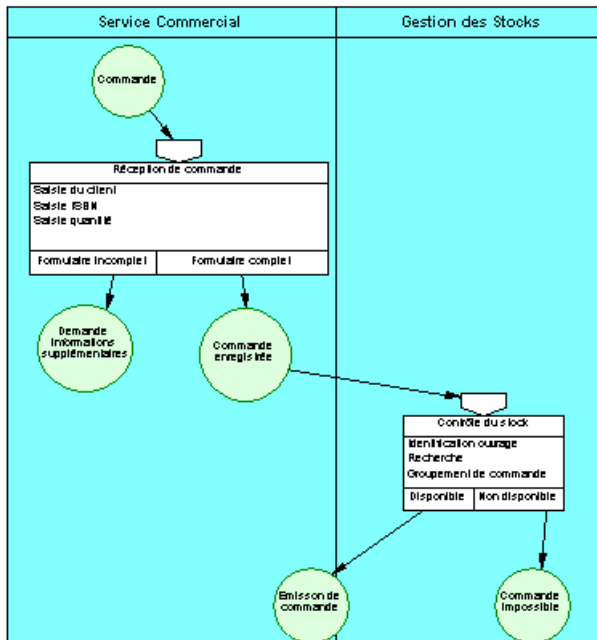 Service Commercial
Gestion des Stocks
Commande
Réception de commande
Saisie du client
Saisie ISBN
Saisie quantité
Formulaire incomplet
Formulaire complet
Demande
Informations
supplémentaires
Commande
enregistrée
Contrôle du stock
Identification ouvrage
Recherche
Groupement de commande
Disponible
Non disponible
Emisson de
commande
Commande
impossible